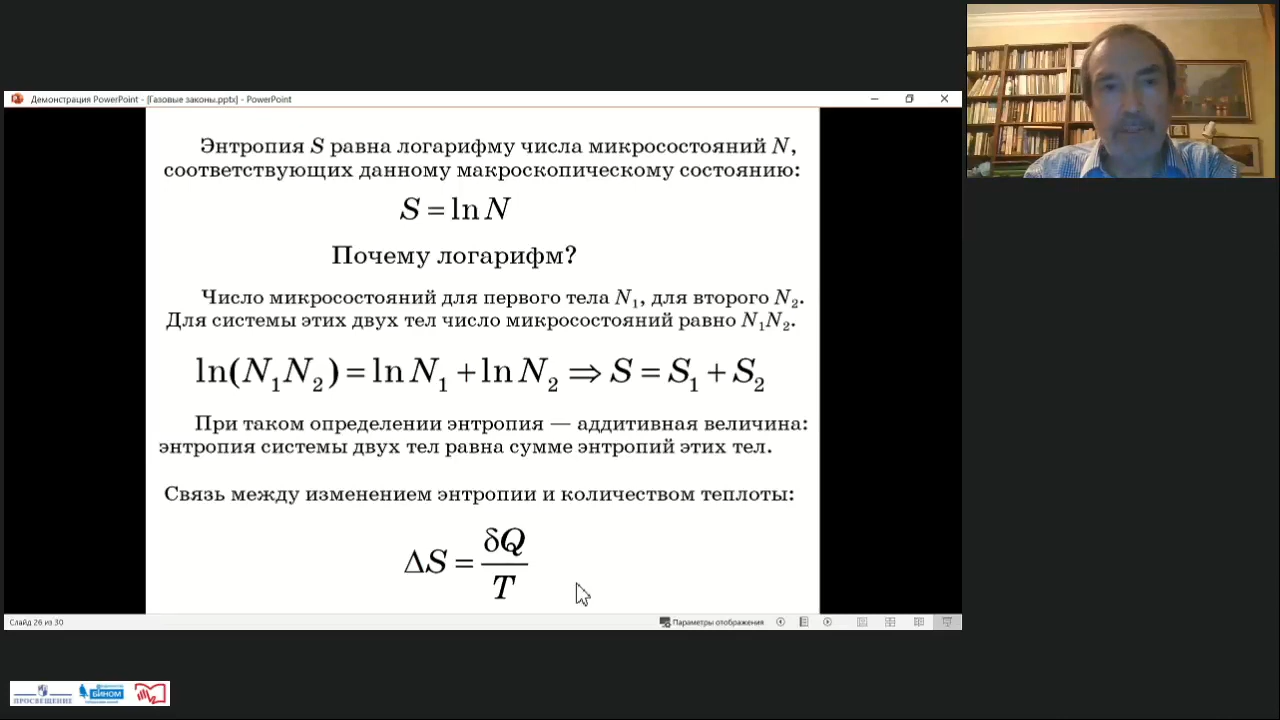 Демонстрация PowerPoint - [Газовые законы.pptx] - PowerPoint
Энтропия S равна логарифму числа микросостояний N,
соответствующих данному макроскопическому состоянию:
S = ln N
Почему логарифм?
Число микросостояний для первого тела N₁, для второго N₂.
Для системы этих двух тел число микросостояний равно N₁N₂.
ln(N₁N₂) = ln N₁ + ln N₂ ⇒ S = S₁ + S₂
При таком определении энтропия — аддитивная величина:
энтропия системы двух тел равна сумме энтропий этих тел.
Связь между изменением энтропии и количеством теплоты:
ΔS = δQ / T
Слайд 26 из 30
Параметры отображения
ПРОСВЕЩЕНИЕ
БИНОМ